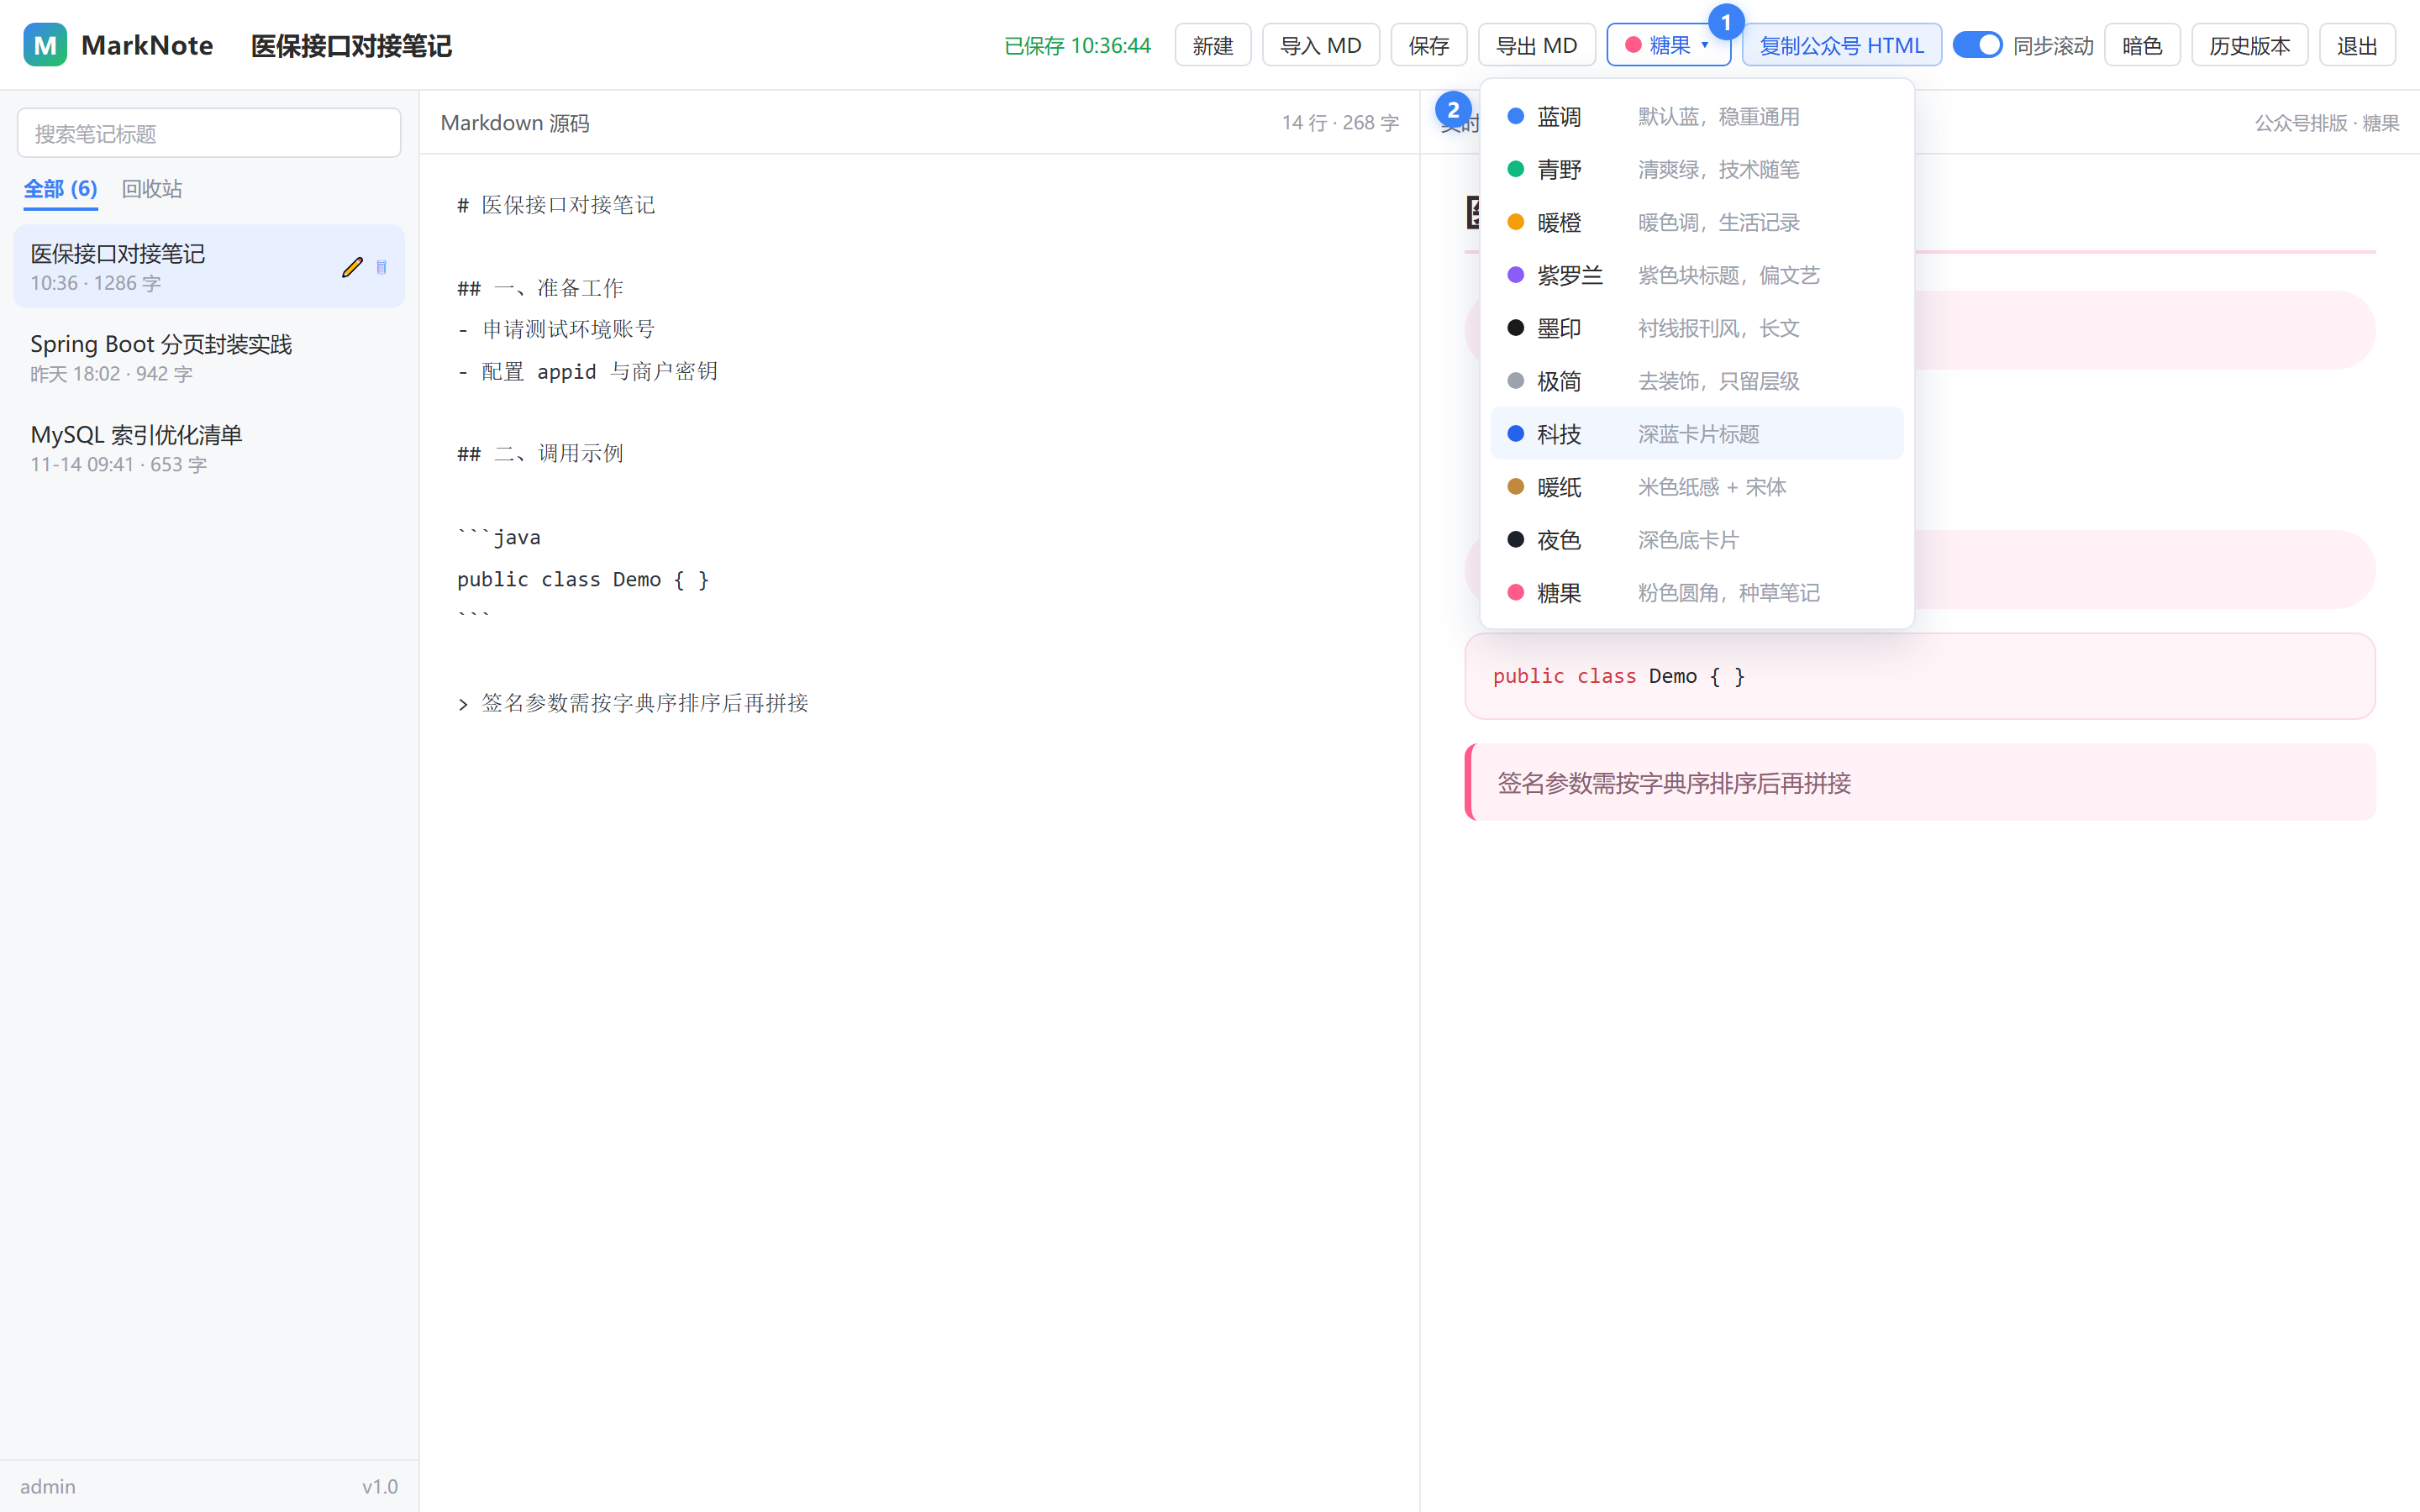 M MarkNote 医保接口对接笔记 已保存 10:36:44 新建 导入 MD 保存 导出 MD 糖果 ▾ 1 复制公众号 HTML 同步滚动 暗色 历史版本 退出
搜索笔记标题
全部 (6) 回收站
医保接口对接笔记
10:36 · 1286 字
Spring Boot 分页封装实践
昨天 18:02 · 942 字
MySQL 索引优化清单
11-14 09:41 · 653 字
admin v1.0
Markdown 源码 14 行 · 268 字
# 医保接口对接笔记
## 一、准备工作
- 申请测试环境账号
- 配置 appid 与商户密钥
## 二、调用示例
```java
public class Demo { }
```
> 签名参数需按字典序排序后再拼接
2
公众号排版 · 糖果
蓝调 默认蓝，稳重通用
青野 清爽绿，技术随笔
暖橙 暖色调，生活记录
紫罗兰 紫色块标题，偏文艺
墨印 衬线报刊风，长文
极简 去装饰，只留层级
科技 深蓝卡片标题
暖纸 米色纸感 + 宋体
夜色 深色底卡片
糖果 粉色圆角，种草笔记
public class Demo { }
签名参数需按字典序排序后再拼接